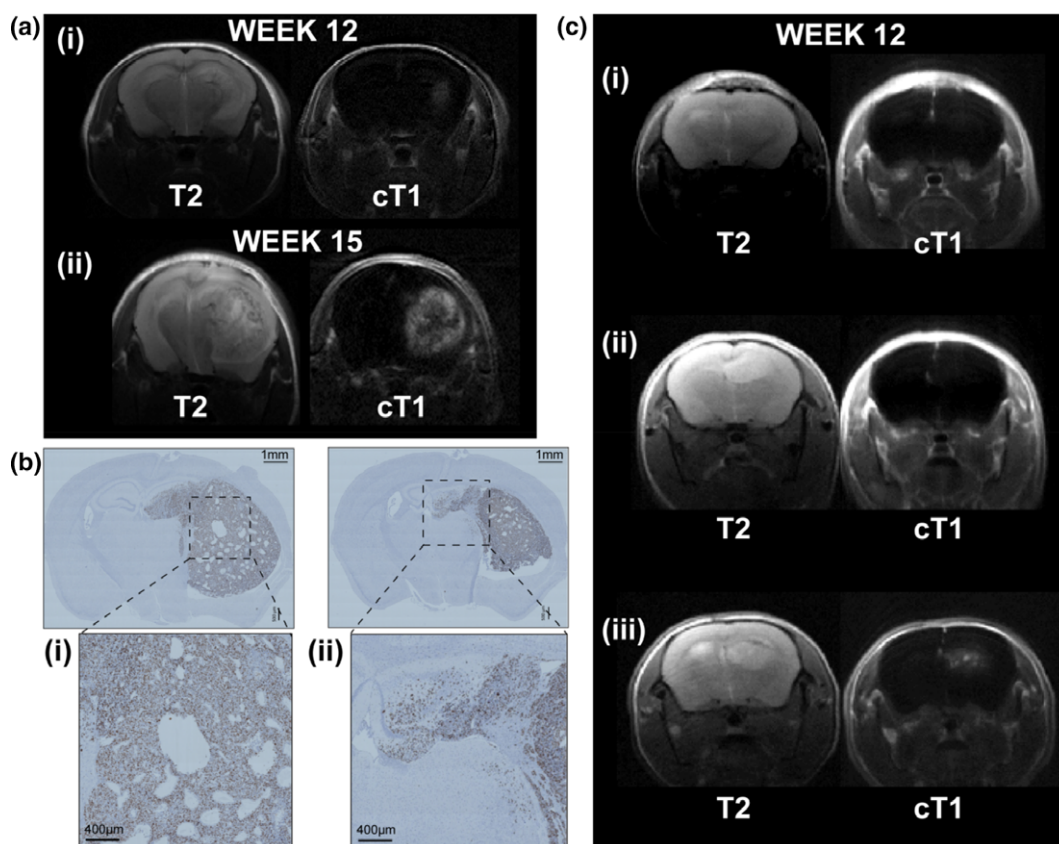 (a)
WEEK 12
(i)
T2
cT1
WEEK 15
(ii)
T2
cT1
(b)
1mm
1mm
(i)
400µm
(ii)
400µm
(c)
WEEK 12
(i)
T2
cT1
(ii)
T2
cT1
(iii)
T2
cT1